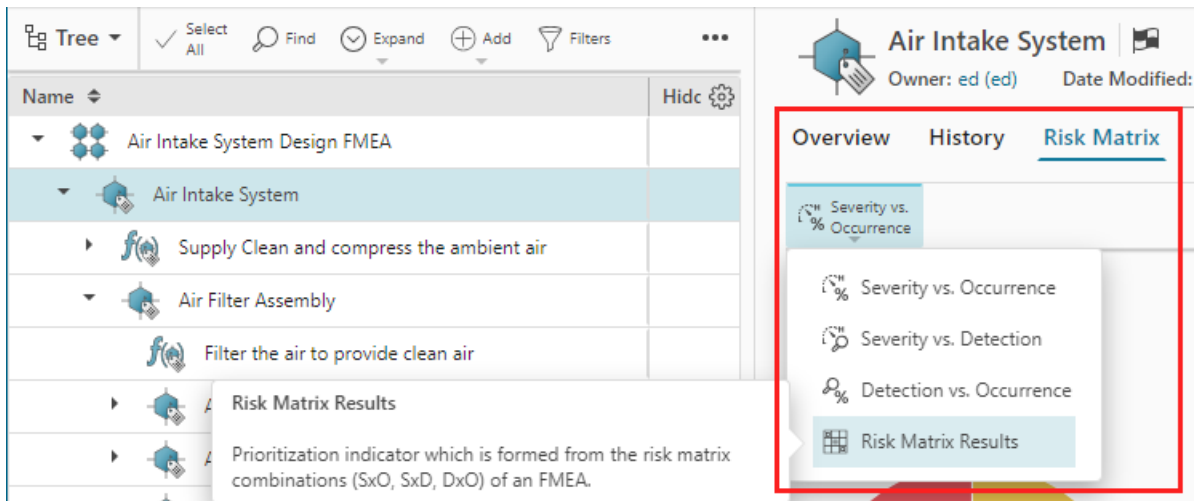 Tree
Select
All
Find
Expand
Add
Filters
Name
Hidc
Air Intake System Design FMEA
Air Intake System
f() Supply Clean and compress the ambient air
Air Filter Assembly
f() Filter the air to provide clean air
A
A
Risk Matrix Results
Prioritization indicator which is formed from the risk matrix
combinations (SxO, SxD, DxO) of an FMEA.
Air Intake System
Owner: ed (ed) Date Modified:
Overview History Risk Matrix
Severity vs.
Occurrence
Severity vs. Occurrence
Severity vs. Detection
Detection vs. Occurrence
Risk Matrix Results